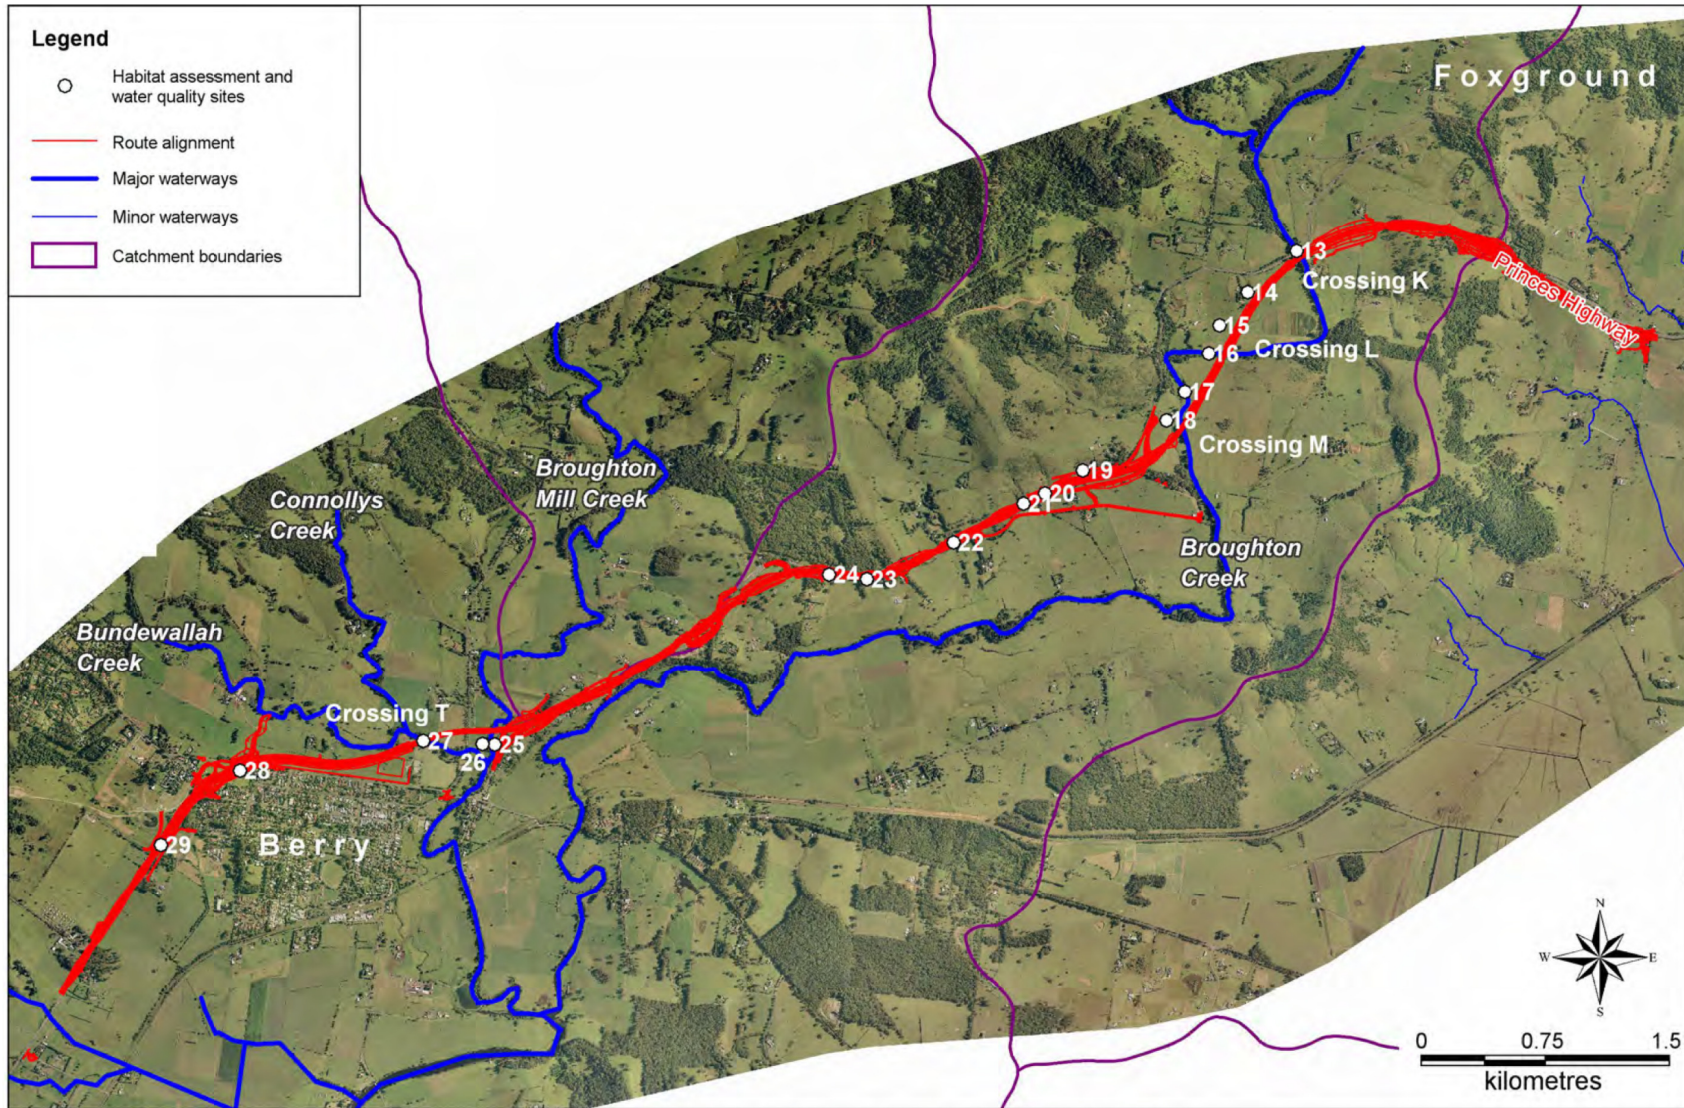 Legend
Habitat assessment and
water quality sites
Route alignment
Major waterways
Minor waterways
Catchment boundaries
Foxground
13
Crossing K
Princes Highway
14
15
16
Crossing L
17
18
Crossing M
19
20
21
22
23
24
Broughton
Creek
Broughton
Mill Creek
Connollys
Creek
Bundewallah
Creek
Crossing T
27
26
25
28
29
Berry
N
W
E
S
0
0.75
1.5
kilometres